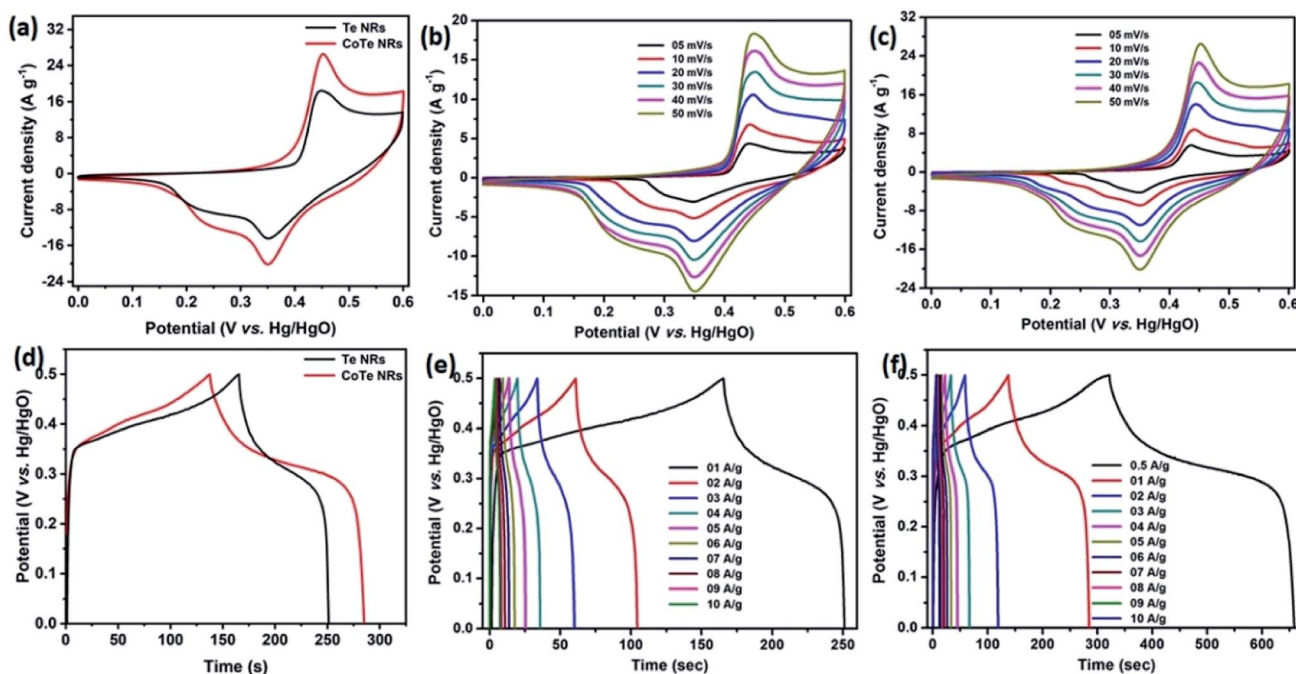 (a)
Te NRs
CoTe NRs
32
24
16
8
0
-8
-16
-24
Current density (A g⁻¹)
0.0 0.1 0.2 0.3 0.4 0.5 0.6
Potential (V vs. Hg/HgO)
(b)
05 mV/s
10 mV/s
20 mV/s
30 mV/s
40 mV/s
50 mV/s
20
15
10
5
0
-5
-10
-15
Current density (A g⁻¹)
0.0 0.1 0.2 0.3 0.4 0.5 0.6
Potential (V vs. Hg/HgO)
(c)
05 mV/s
10 mV/s
20 mV/s
30 mV/s
40 mV/s
50 mV/s
32
24
16
8
0
-8
-16
-24
Current density (A g⁻¹)
0.0 0.1 0.2 0.3 0.4 0.5 0.6
Potential (V vs. Hg/HgO)
(d)
Te NRs
CoTe NRs
0.5
0.4
0.3
0.2
0.1
0.0
Potential (V vs. Hg/HgO)
0 50 100 150 200 250 300
Time (s)
(e)
01 A/g
02 A/g
03 A/g
04 A/g
05 A/g
06 A/g
07 A/g
08 A/g
09 A/g
10 A/g
0.5
0.4
0.3
0.2
0.1
0.0
Potential (V vs. Hg/HgO)
0 50 100 150 200 250
Time (sec)
(f)
0.5 A/g
01 A/g
02 A/g
03 A/g
04 A/g
05 A/g
06 A/g
07 A/g
08 A/g
09 A/g
10 A/g
0.5
0.4
0.3
0.2
0.1
0.0
Potential (V vs. Hg/HgO)
0 100 200 300 400 500 600
Time (sec)